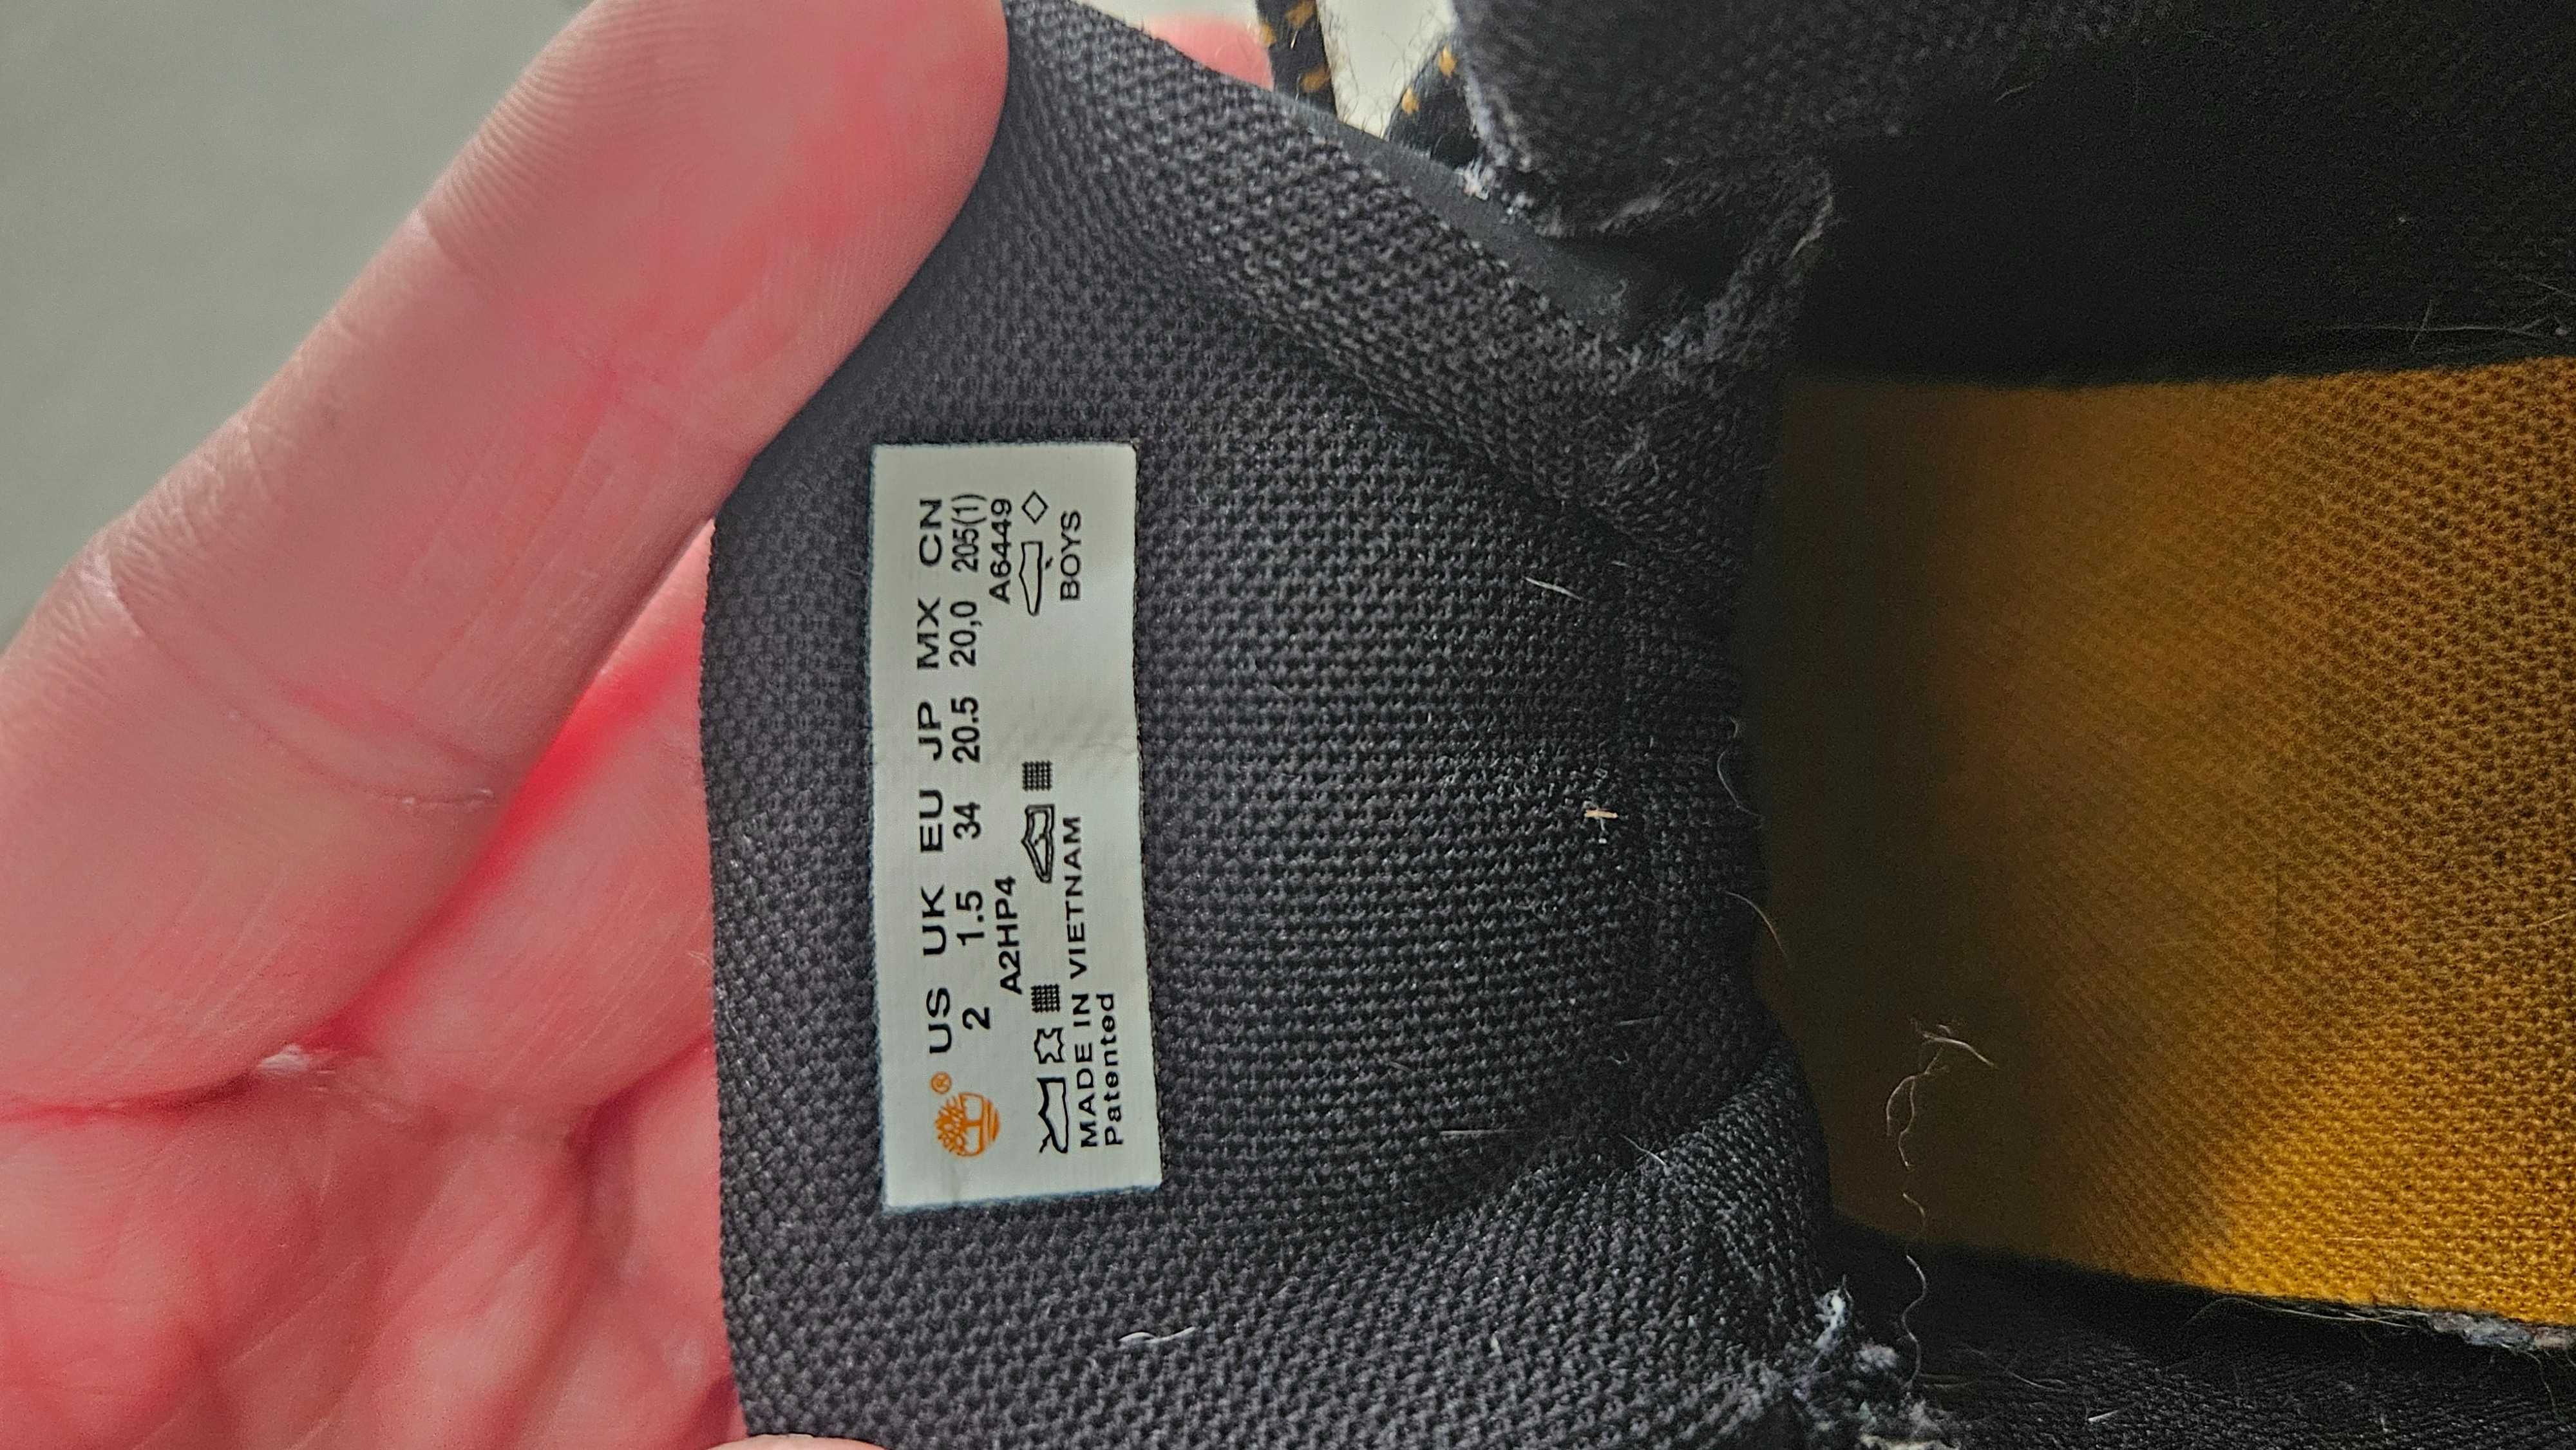 ® US UK EU JP MX CN
2 1.5 34 20.5 20,0 205(1)
A2HP4 A64449
MADE IN VIETNAM BOYS
Patented